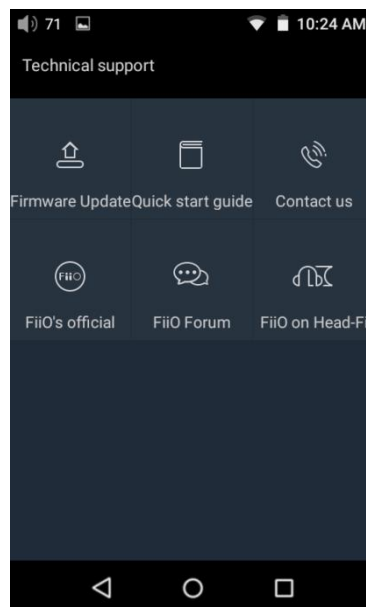 71 10:24 AM
Technical support
Firmware Update Quick start guide Contact us
FiiO
FiiO's official FiiO Forum FiiO on Head-Fi